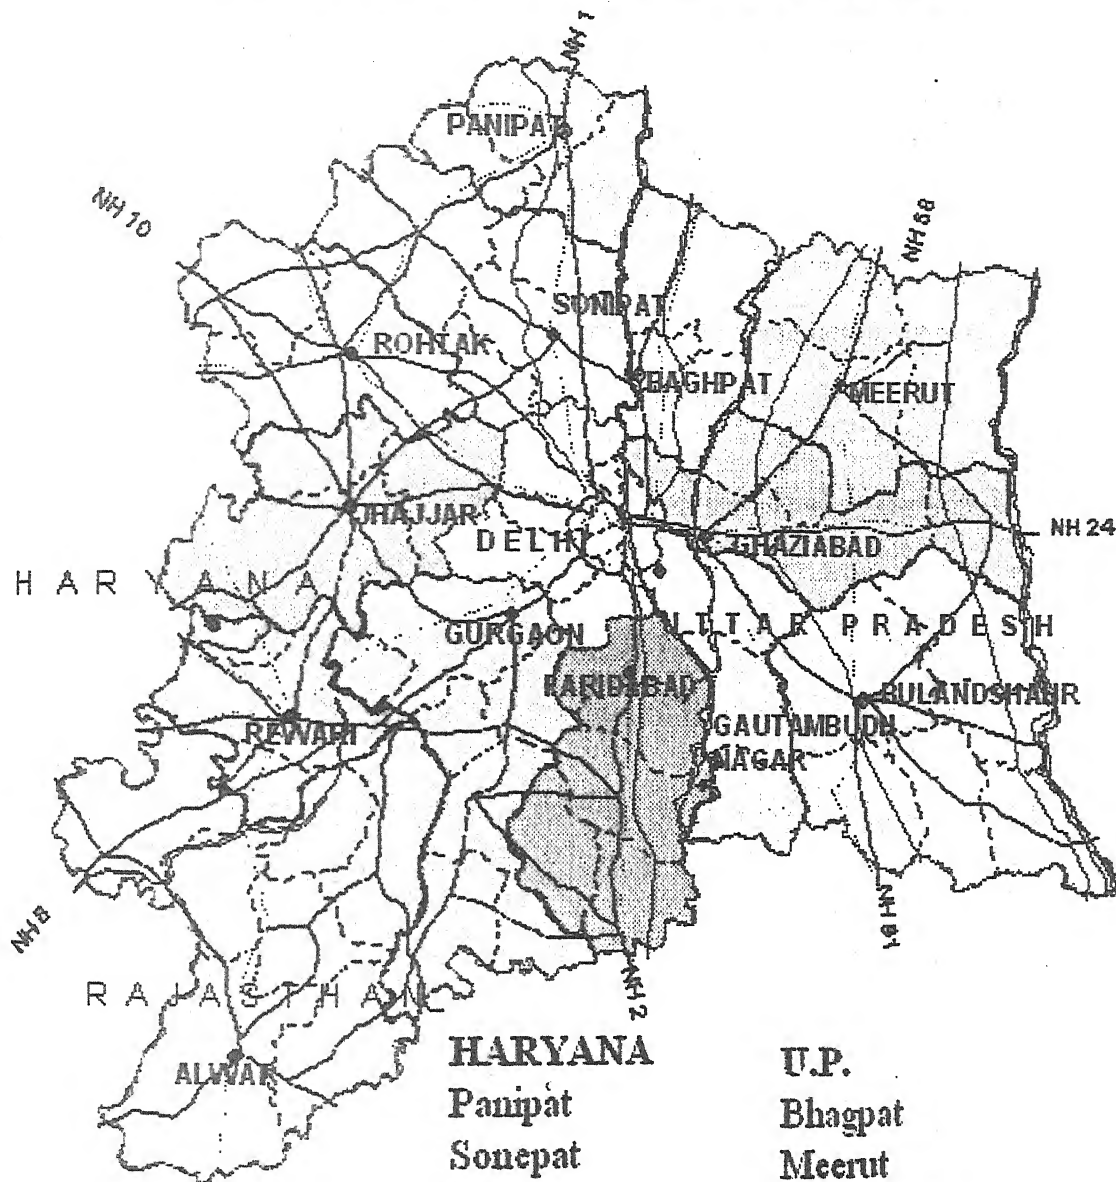 NH 1
PANIPAT
NH 10
NH 58
SONIPAT
ROHTAK
BAGHPAT
MEERUT
JHAJJAR
DELHI
GHAZIABAD
NH 24
HARYANA
GURGAON
UTTAR PRADESH
FARIDABAD
BULANDSHAHR
REWARI
GAUTAMBUDH
NAGAR
NH 8
NH 91
NH 2
RAJASTHAN
ALWAR
HARYANA
U.P.
Panipat
Bhagpat
Sonepat
Meerut